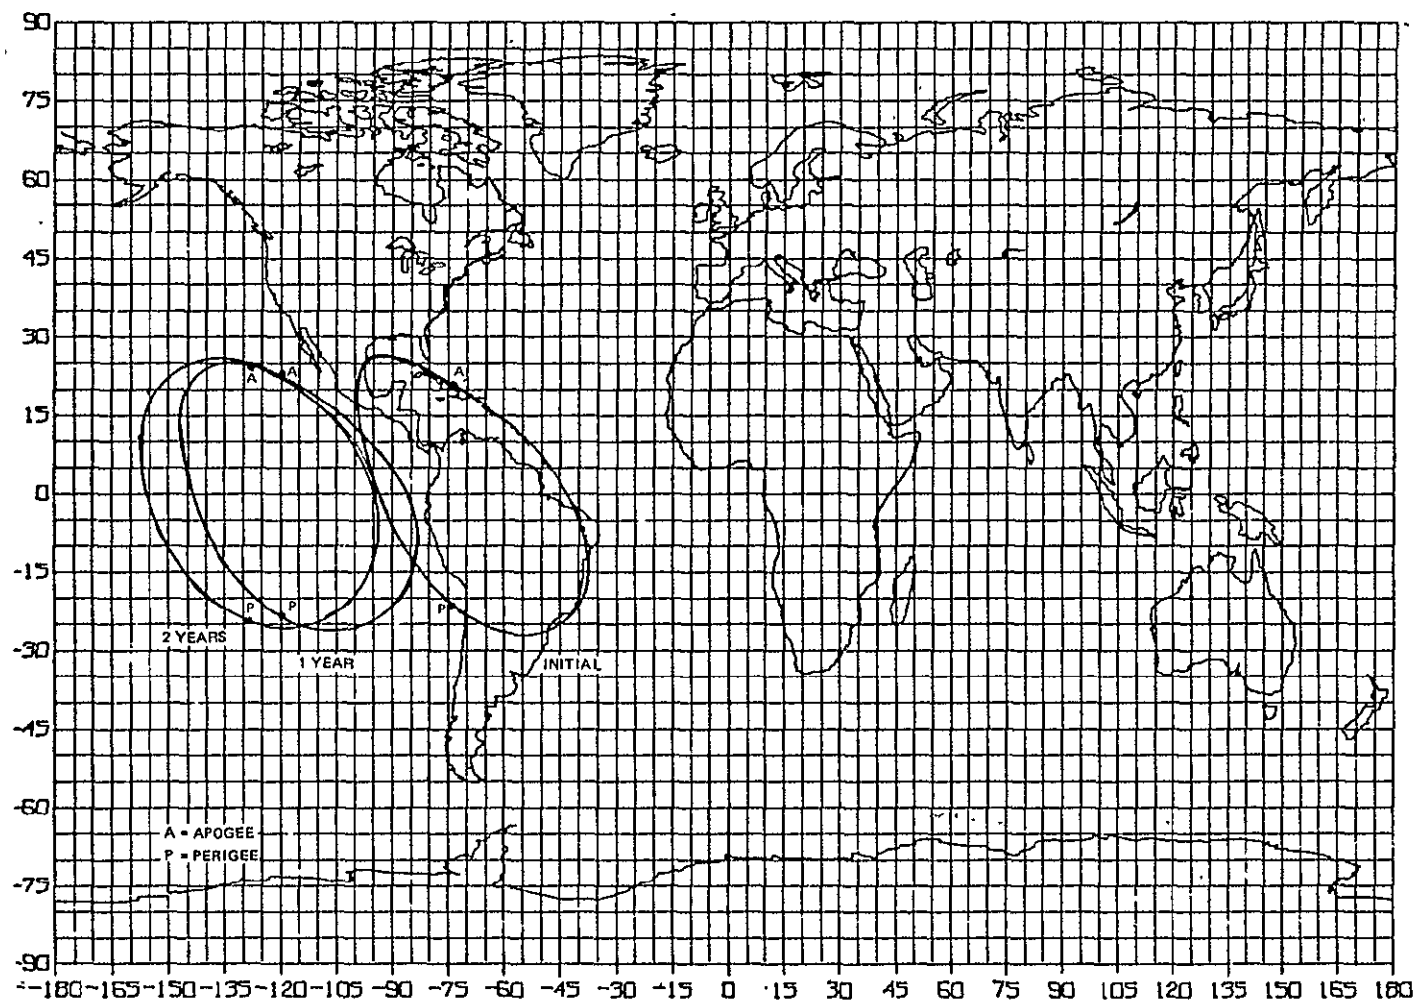 90
75
60
45
30
15
0
-15
-30
-45
-60
-75
-90
A
A
A
P
P
P
2 YEARS
1 YEAR
INITIAL
A = APOGEE
P = PERIGEE
-180 -165 -150 -135 -120 -105 -90 -75 -60 -45 -30 -15 0 15 30 45 60 75 90 105 120 135 150 165 180